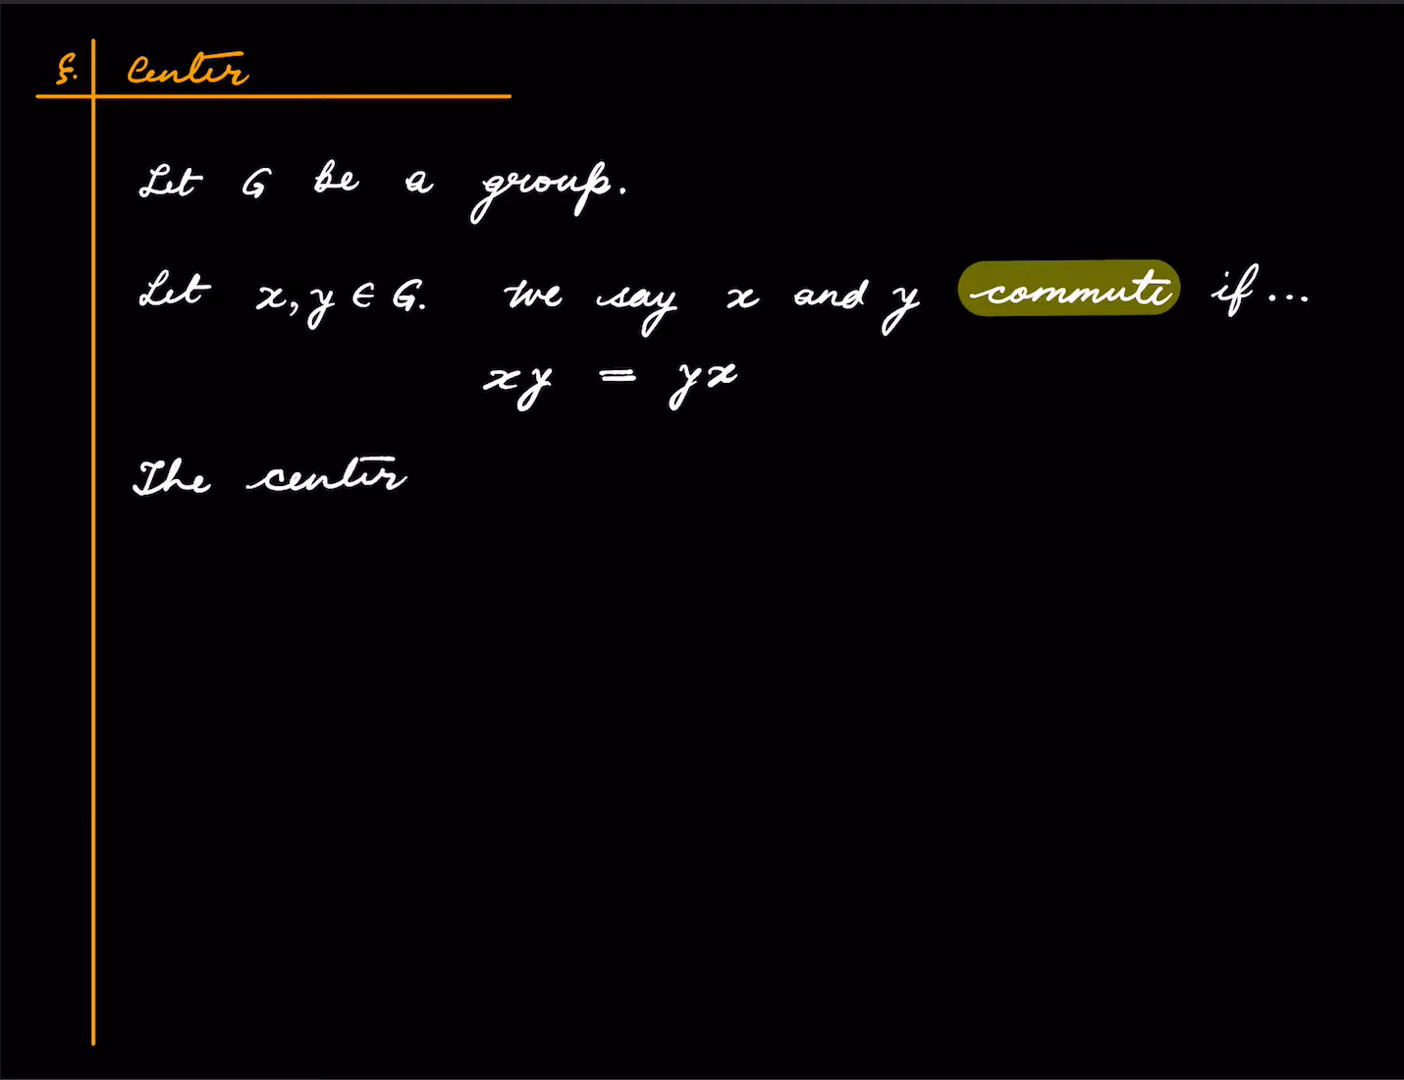 §. Center
Let G be a group.
Let x, y ∈ G. We say x and y commute if...
xy = yx
The center